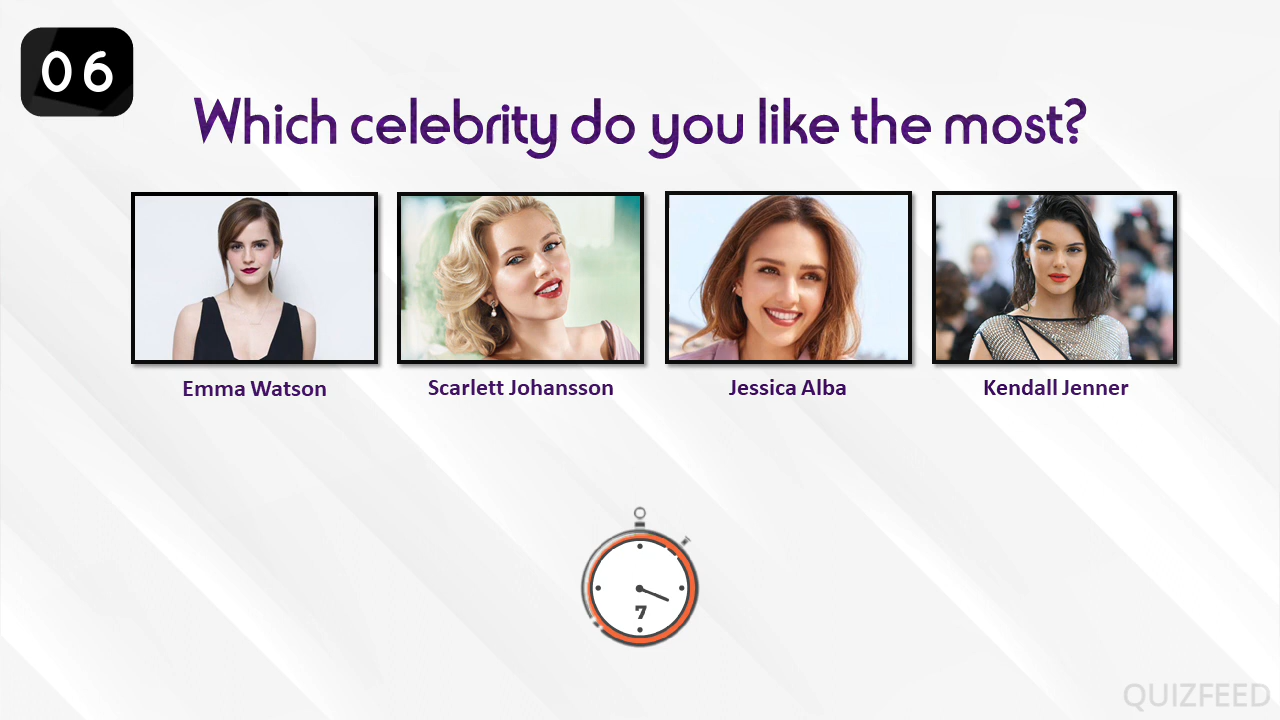 06
Which celebrity do you like the most?
Emma Watson
Scarlett Johansson
Jessica Alba
Kendall Jenner
7
QUIZFEED